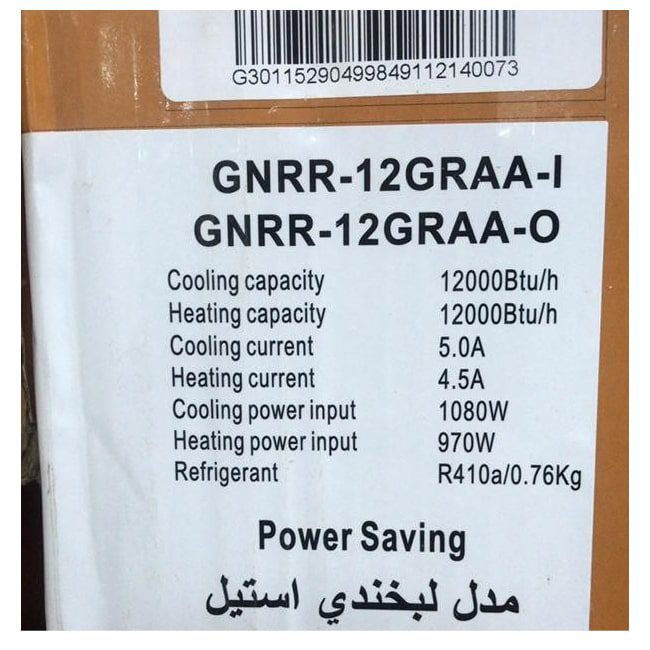 G30115290499849112140073
GNRR-12GRAA-I
GNRR-12GRAA-O
Cooling capacity 12000Btu/h
Heating capacity 12000Btu/h
Cooling current 5.0A
Heating current 4.5A
Cooling power input 1080W
Heating power input 970W
Refrigerant R410a/0.76Kg
Power Saving
مدل لبخندي استيل